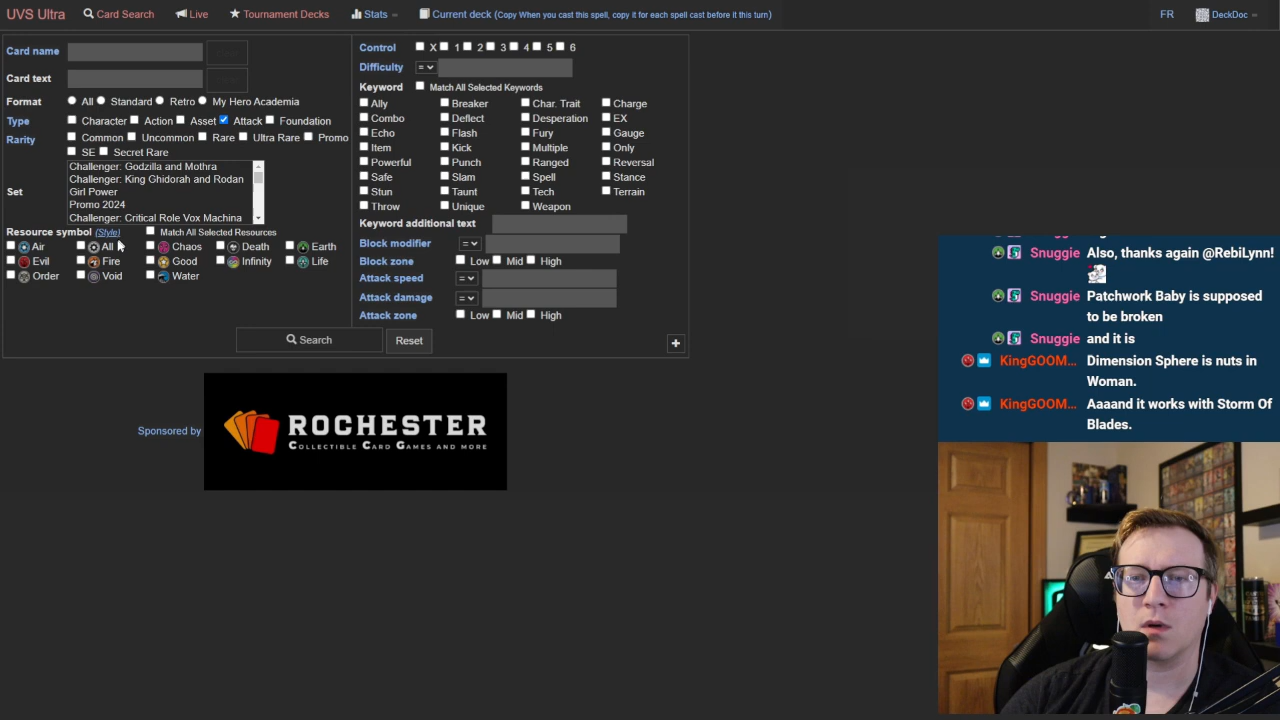 UVS Ultra Card Search Live Tournament Decks Stats Current deck (Copy When you cast this spell, copy it for each spell cast before it this turn) FR DeckDoc
Card name
Card text
Format All Standard Retro My Hero Academia
Type Character Action Asset Attack Foundation
Rarity Common Uncommon Rare Ultra Rare Promo
SE Secret Rare
Set
Challenger: Godzilla and Mothra
Challenger: King Ghidorah and Rodan
Girl Power
Promo 2024
Challenger: Critical Role Vox Machina
Resource symbol (Style) Match All Selected Resources
Air All Chaos Death Earth
Evil Fire Good Infinity Life
Order Void Water
Control X 1 2 3 4 5 6
Difficulty =
Keyword Match All Selected Keywords
Ally Breaker Char. Trait Charge
Combo Deflect Desperation EX
Echo Flash Fury Gauge
Item Kick Multiple Only
Powerful Punch Ranged Reversal
Safe Slam Spell Stance
Stun Taunt Tech Terrain
Throw Unique Weapon
Keyword additional text
Block modifier =
Block zone Low Mid High
Attack speed =
Attack damage =
Attack zone Low Mid High
Search Reset +
Sponsored by
ROCHESTER
COLLECTIBLE CARD GAMES AND MORE
Snuggie Also, thanks again @RebiLynn!
Snuggie Patchwork Baby is supposed
to be broken
Snuggie and it is
KingGOOM... Dimension Sphere is nuts in
Woman.
KingGOOM... Aaaand it works with Storm Of
Blades.